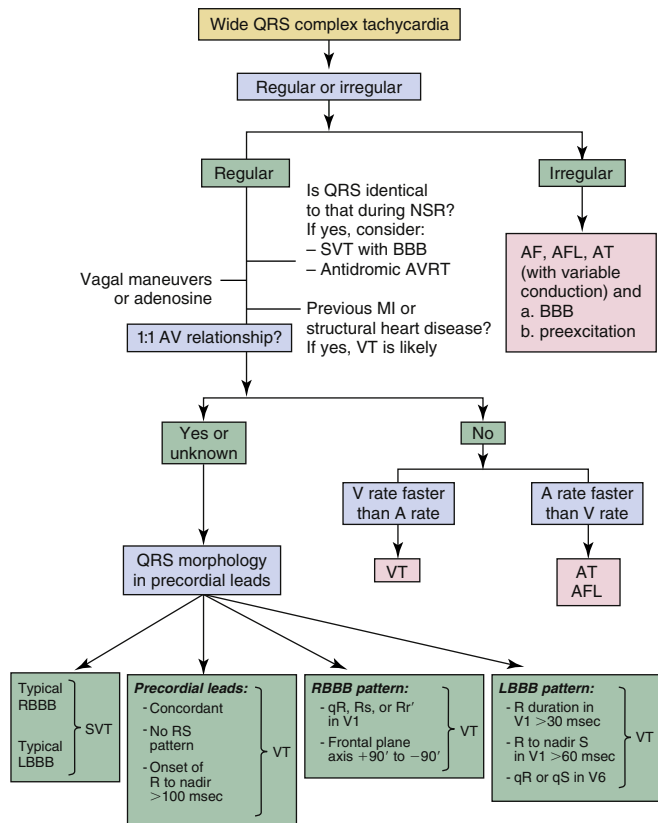 Wide QRS complex tachycardia
Regular or irregular
Regular
Irregular
Is QRS identical
to that during NSR?
If yes, consider:
– SVT with BBB
– Antidromic AVRT
Vagal maneuvers
or adenosine
Previous MI or
structural heart disease?
If yes, VT is likely
AF, AFL, AT
(with variable
conduction) and
a. BBB
b. preexcitation
1:1 AV relationship?
Yes or
unknown
No
V rate faster
than A rate
A rate faster
than V rate
VT
AT
AFL
QRS morphology
in precordial leads
Typical
RBBB
Typical
LBBB
SVT
Precordial leads:
- Concordant
- No RS
pattern
- Onset of
R to nadir
>100 msec
VT
RBBB pattern:
- qR, Rs, or Rr′
in V1
- Frontal plane
axis +90′ to −90′
VT
LBBB pattern:
- R duration in
V1 >30 msec
- R to nadir S
in V1 >60 msec
- qR or qS in V6
VT